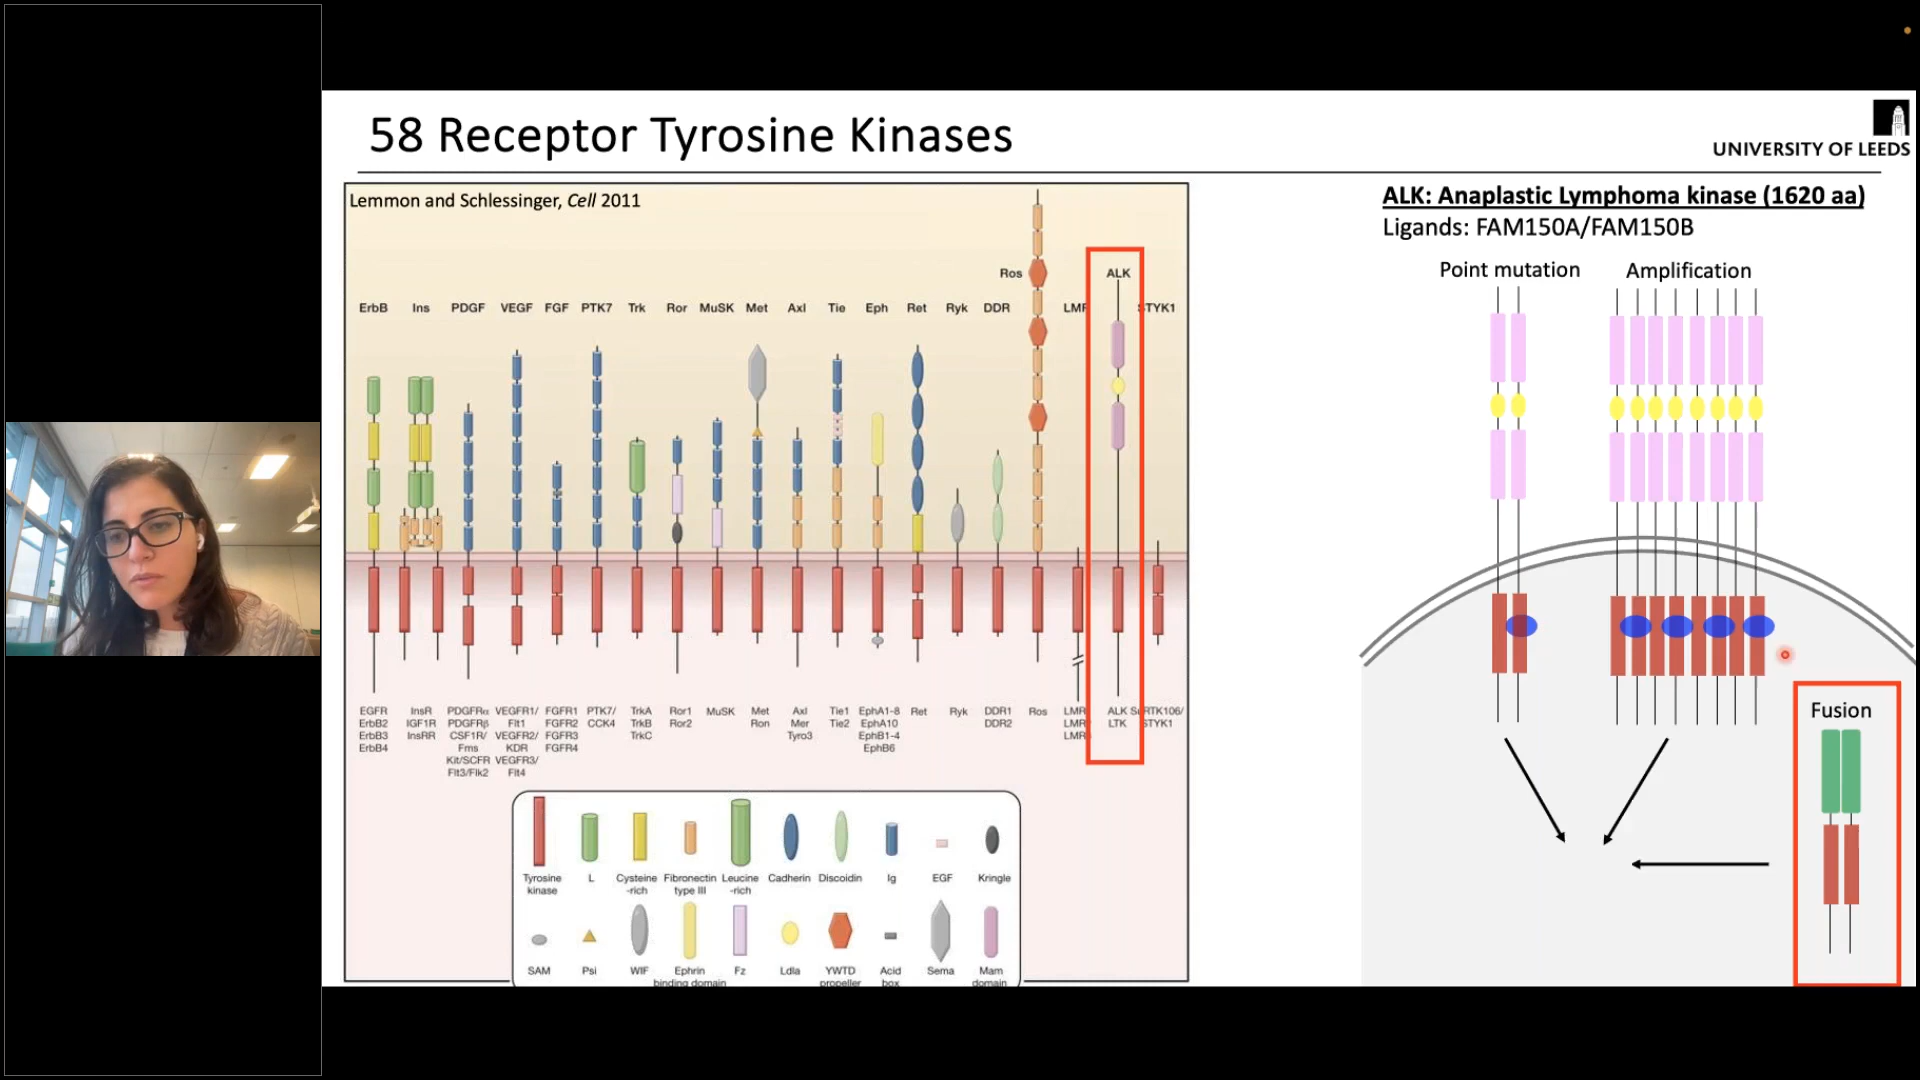 58 Receptor Tyrosine Kinases
UNIVERSITY OF LEEDS
Lemmon and Schlessinger, Cell 2011
ErbB Ins PDGF VEGF FGF PTK7 Trk Ror MuSK Met Axl Tie Eph Ret Ryk DDR Ros LMR ALK STYK1
EGFR
ErbB2
ErbB3
ErbB4
InsR
IGF1R
InsRR
PDGFRα
PDGFRβ
CSF1R/
Fms
Kit/SCFR
Flt3/Flk2
VEGFR1/
Flt1
VEGFR2/
KDR
VEGFR3/
Flt4
FGFR1
FGFR2
FGFR3
FGFR4
PTK7/
CCK4
TrkA
TrkB
TrkC
Ror1
Ror2
MuSK
Met
Ron
Axl
Mer
Tyro3
Tie1
Tie2
EphA1-8
EphA10
EphB1-4
EphB6
Ret
Ryk
DDR1
DDR2
Ros
LMR
LMR
LMR
ALK
LTK
SuRTK106/
STYK1
Tyrosine
kinase
L
Cysteine
-rich
Fibronectin
type III
Leucine
-rich
Cadherin
Discoidin
Ig
EGF
Kringle
SAM
Psi
WIF
Ephrin
binding domain
Fz
Ldla
YWTD
propeller
Acid
box
Sema
Mam
domain
ALK: Anaplastic Lymphoma kinase (1620 aa)
Ligands: FAM150A/FAM150B
Point mutation
Amplification
Fusion